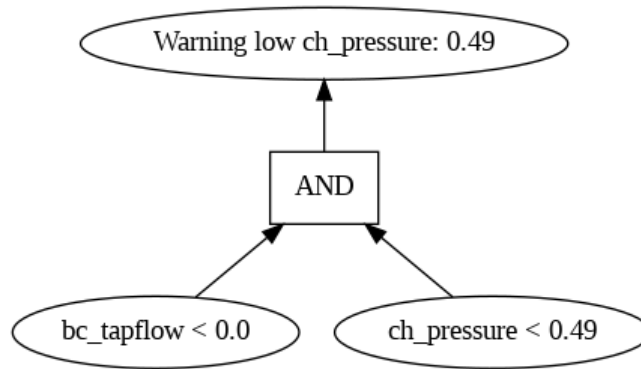 Warning low ch_pressure: 0.49
AND
bc_tapflow < 0.0
ch_pressure < 0.49